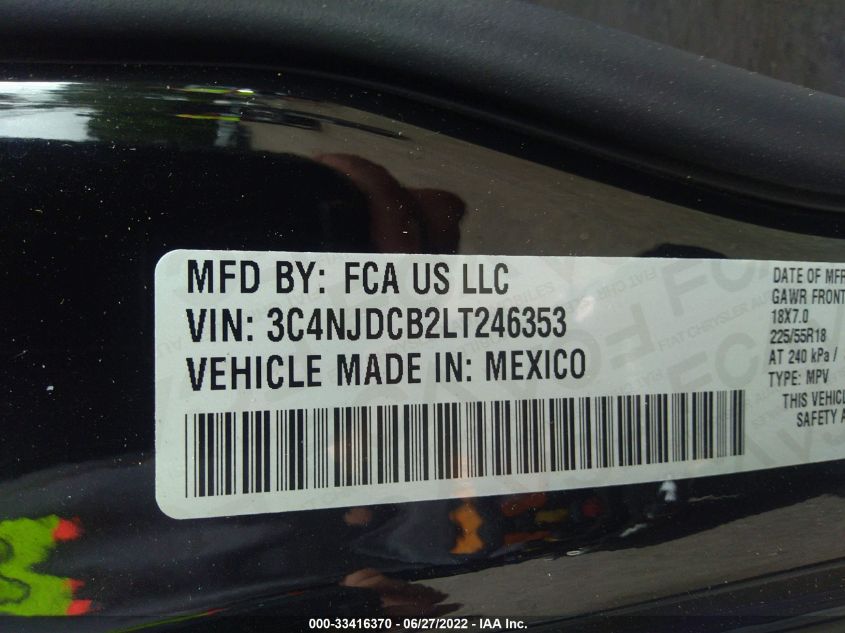 MFD BY: FCA US LLC
VIN: 3C4NJDCB2LT246353
VEHICLE MADE IN: MEXICO
DATE OF MFR
GAWR FRONT
18X7.0
225/55R18
AT 240 kPa /
TYPE: MPV
THIS VEHICL
SAFETY A
000-33416370 - 06/27/2022 - IAA Inc.